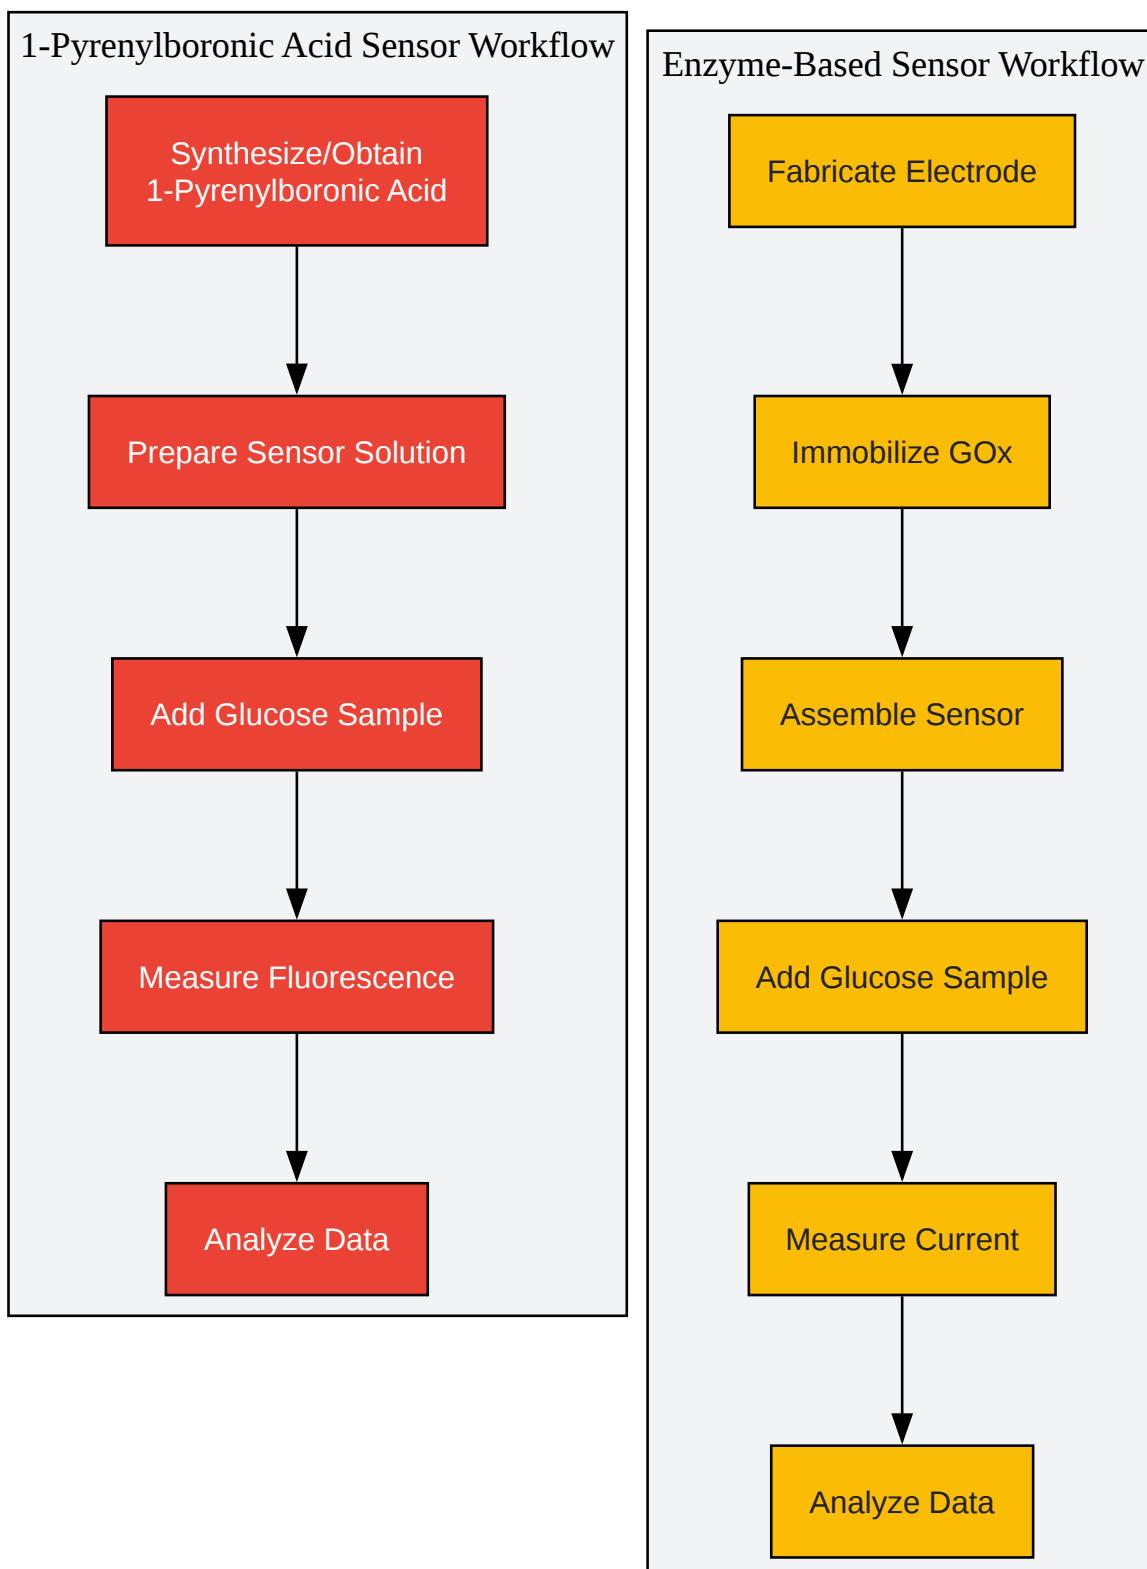 1-Pyrenylboronic Acid Sensor Workflow
Synthesize/Obtain
1-Pyrenylboronic Acid
Prepare Sensor Solution
Add Glucose Sample
Measure Fluorescence
Analyze Data
Enzyme-Based Sensor Workflow
Fabricate Electrode
Immobilize GOx
Assemble Sensor
Add Glucose Sample
Measure Current
Analyze Data